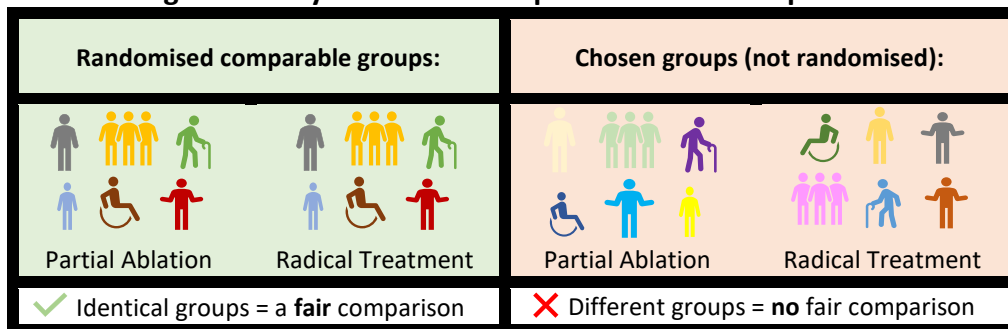 Randomised comparable groups:
Chosen groups (not randomised):
Partial Ablation
Radical Treatment
Partial Ablation
Radical Treatment
Identical groups = a fair comparison
Different groups = no fair comparison